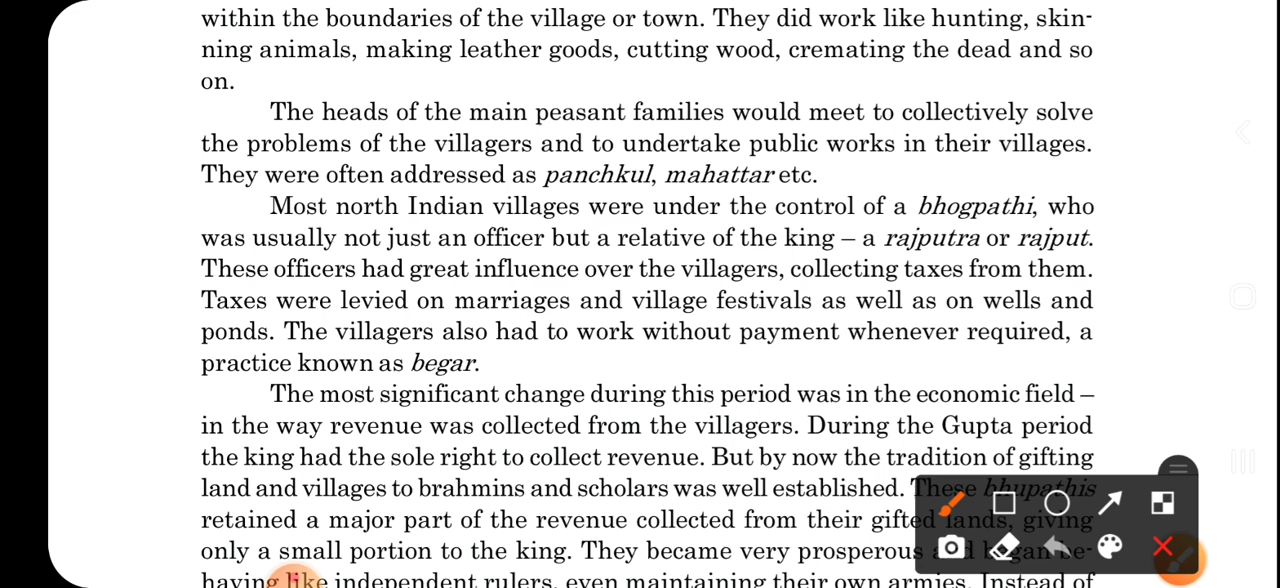 within the boundaries of the village or town. They did work like hunting, skin-
ning animals, making leather goods, cutting wood, cremating the dead and so
on.
The heads of the main peasant families would meet to collectively solve
the problems of the villagers and to undertake public works in their villages.
They were often addressed as panchkul, mahattar etc.
Most north Indian villages were under the control of a bhogpathi, who
was usually not just an officer but a relative of the king – a rajputra or rajput.
These officers had great influence over the villagers, collecting taxes from them.
Taxes were levied on marriages and village festivals as well as on wells and
ponds. The villagers also had to work without payment whenever required, a
practice known as begar.
The most significant change during this period was in the economic field –
in the way revenue was collected from the villagers. During the Gupta period
the king had the sole right to collect revenue. But by now the tradition of gifting
land and villages to brahmins and scholars was well established. These bhupathis
retained a major part of the revenue collected from their gifted lands, giving
only a small portion to the king. They became very prosperous and began be-
having like independent rulers, even maintaining their own armies. Instead of